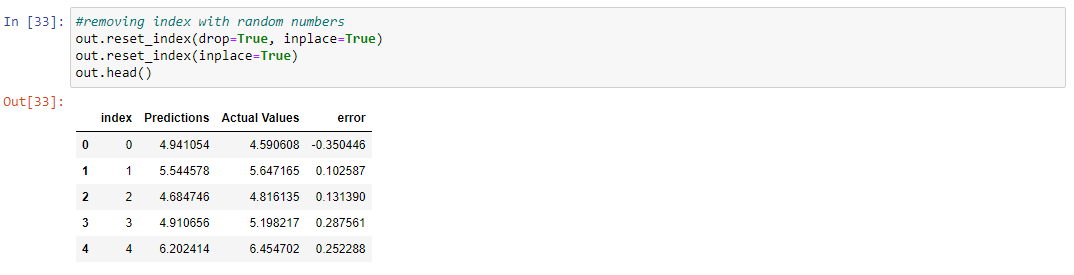 In [33]: #removing index with random numbers
out.reset_index(drop=True, inplace=True)
out.reset_index(inplace=True)
out.head()
Out[33]:
index Predictions Actual Values error
0 0 4.941054 4.590608 -0.350446
1 1 5.544578 5.647165 0.102587
2 2 4.684746 4.816135 0.131390
3 3 4.910656 5.198217 0.287561
4 4 6.202414 6.454702 0.252288